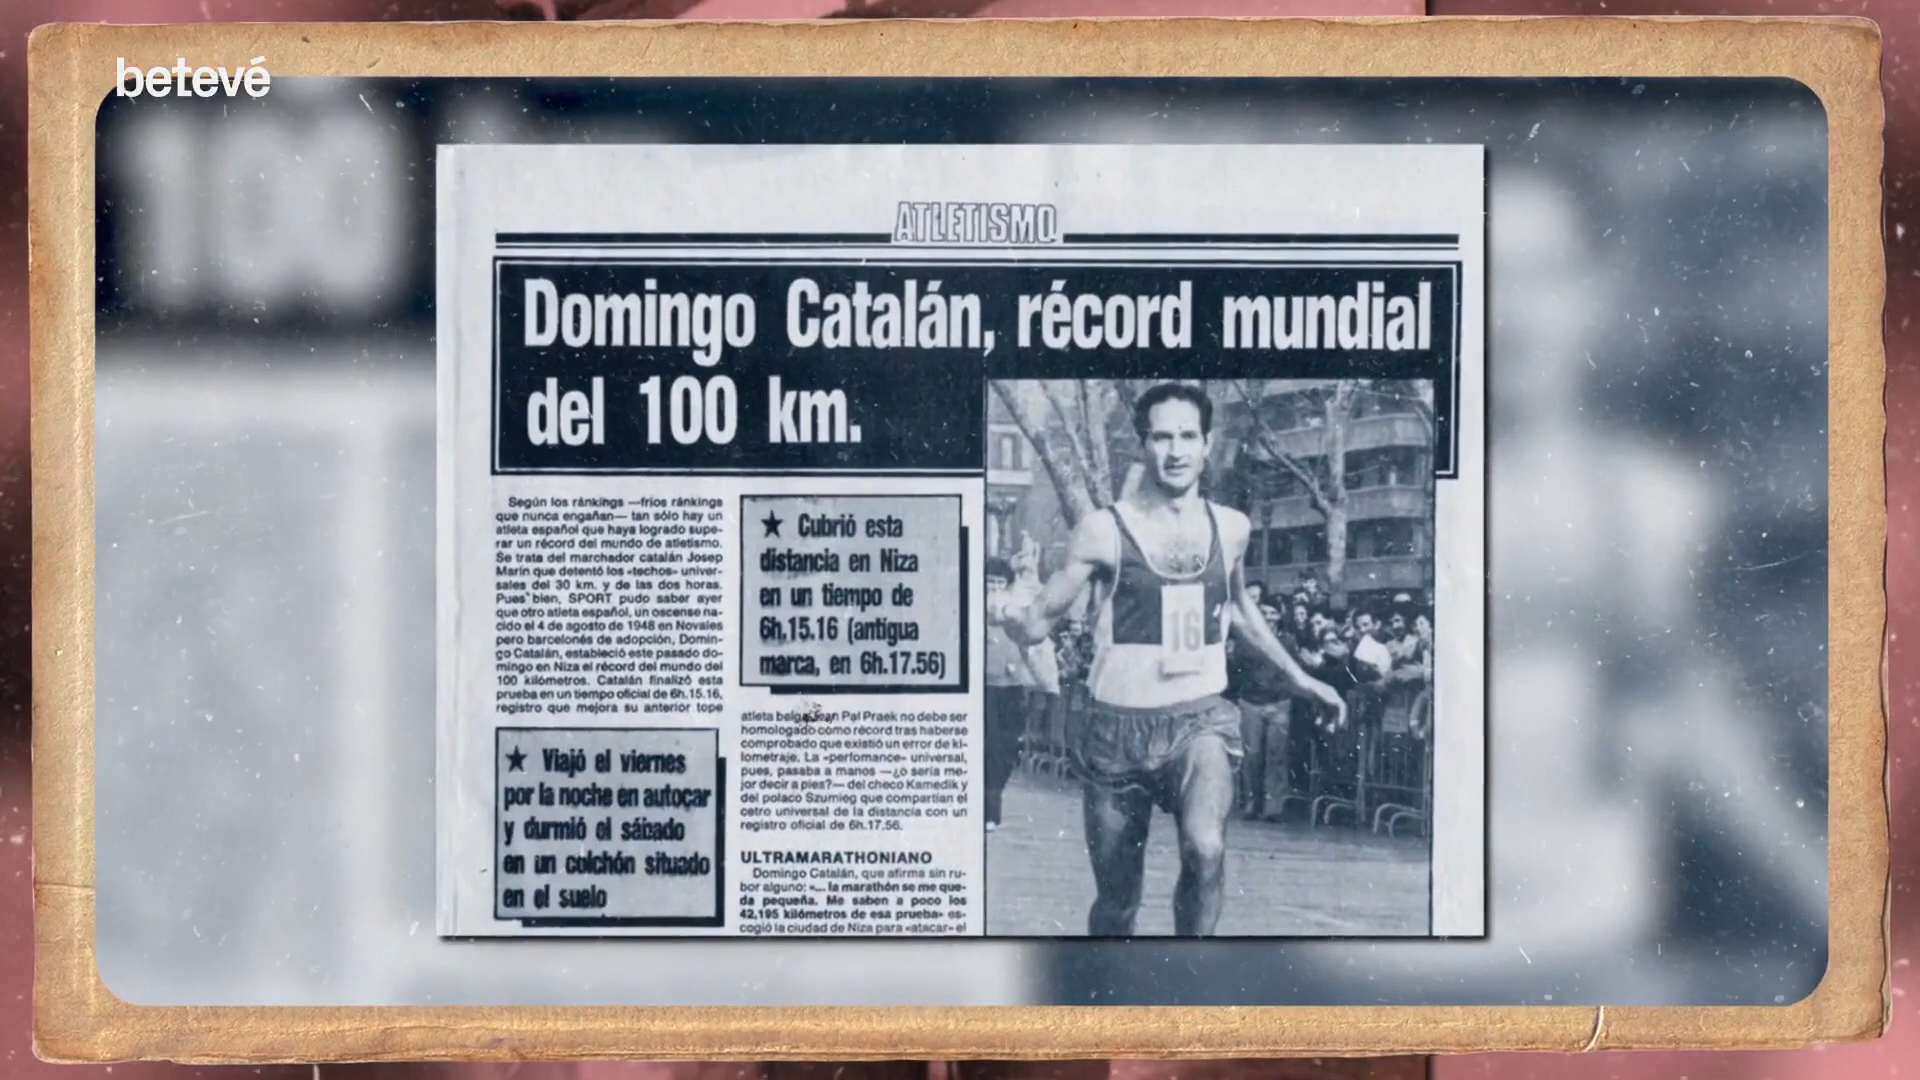 betevé
100
ATLETISMO
Domingo Catalán, récord mundial
del 100 km.
Según los ránkings —fríos ránkings
que nunca engañan— tan sólo hay un
atleta español que haya logrado supe-
rar un récord del mundo de atletismo.
Se trata del marchador catalán Josep
Marín que detentó los «techos» univer-
sales del 30 km. y de las dos horas.
Pues bien, SPORT pudo saber ayer
que otro atleta español, un oscense na-
cido el 4 de agosto de 1948 en Novales
pero barcelonés de adopción, Domin-
go Catalán, estableció este pasado do-
mingo en Niza el récord del mundo del
100 kilómetros. Catalán finalizó esta
prueba en un tiempo oficial de 6h.15.16,
registro que mejora su anterior tope
★ Viajó el viernes
por la noche en autocar
y durmió el sábado
en un colchón situado
en el suelo
★ Cubrió esta
distancia en Niza
en un tiempo de
6h.15.16 (antigua
marca, en 6h.17.56)
atleta belga Jean Pal Praek no debe ser
homologado como récord tras haberse
comprobado que existió un error de ki-
lometraje. La «perfomance» universal,
pues, pasaba a manos —¿o sería me-
jor decir a pies?— del checo Kamedik y
del polaco Szumieg que compartían el
cetro universal de la distancia con un
registro oficial de 6h.17.56.
ULTRAMARATHONIANO
Domingo Catalán, que afirma sin ru-
bor alguno: «... la marathón se me que-
da pequeña. Me saben a poco los
42,195 kilómetros de esa prueba» es-
cogió la ciudad de Niza para «atacar» el
16